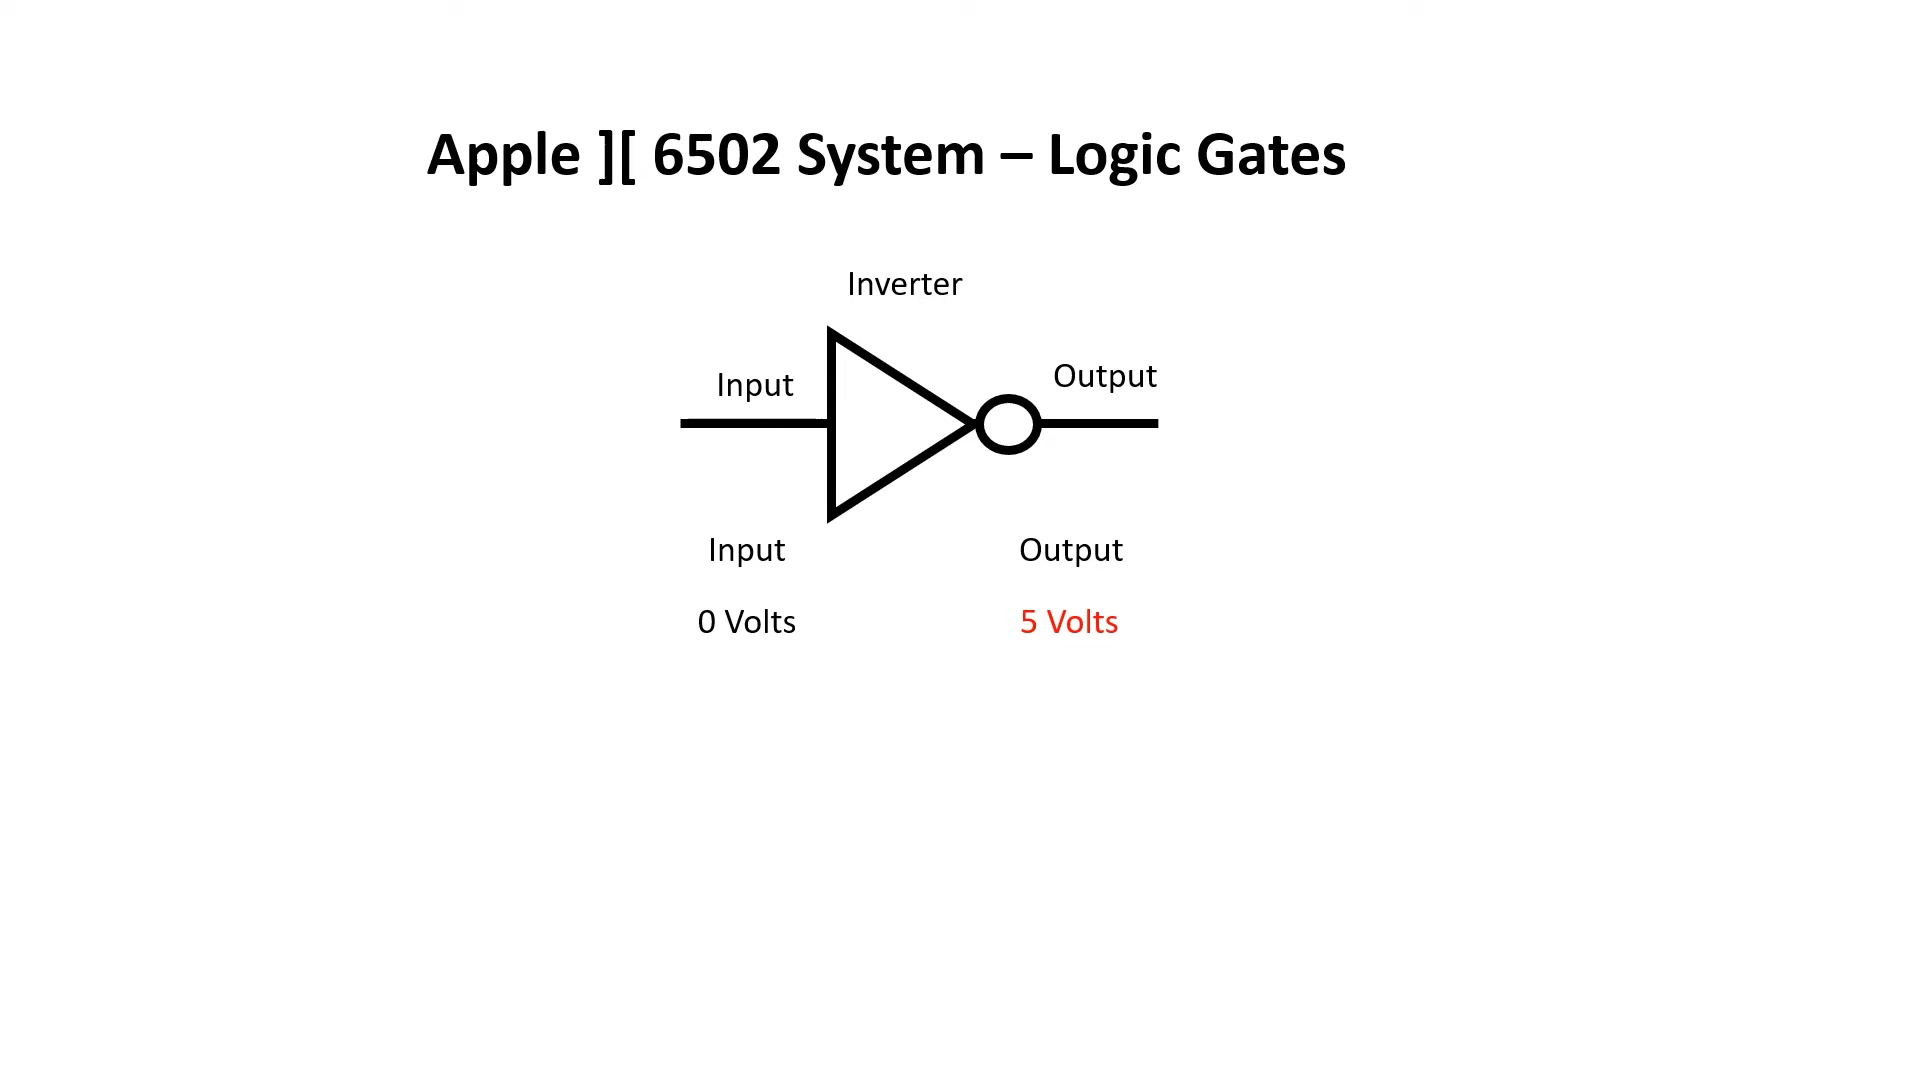 Apple ][ 6502 System – Logic Gates
Inverter
Input
Output
Input
Output
0 Volts
5 Volts